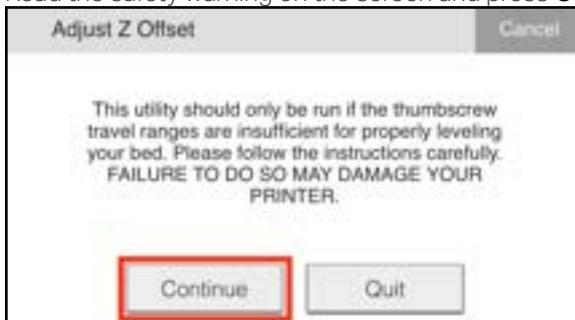 Read the safety warning on the screen and press
Adjust Z Offset
Cancel
This utility should only be run if the thumbscrew
travel ranges are insufficient for properly leveling
your bed. Please follow the instructions carefully.
FAILURE TO DO SO MAY DAMAGE YOUR
PRINTER.
Continue
Quit